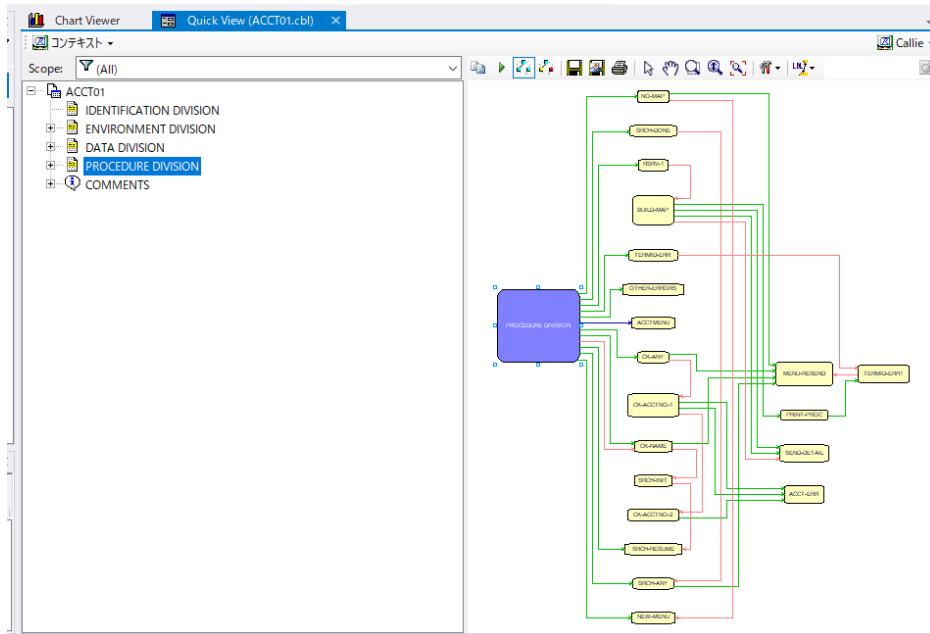 Chart Viewer
Quick View (ACCT01.cbl)
コンテキスト
Callie
Scope:
(All)
ACCT01
IDENTIFICATION DIVISION
ENVIRONMENT DIVISION
DATA DIVISION
PROCEDURE DIVISION
COMMENTS
NO-MAP
SRCH-DONE
RSRV-1
BUILD-MAP
TERMID-ERR
OTHER-ERRORS
PROCEDURE DIVISION
ACCTMENU
CK-ANY
MENU-RESEND
TERMID-ERR1
CK-ACCTNO-1
PRINT-PROC
CK-NAME
SEND-DETAIL
SRCH-INIT
ACCT-ERR
CK-ACCTNO-2
SRCH-RESUME
SRCH-ANY
NEW-MENU